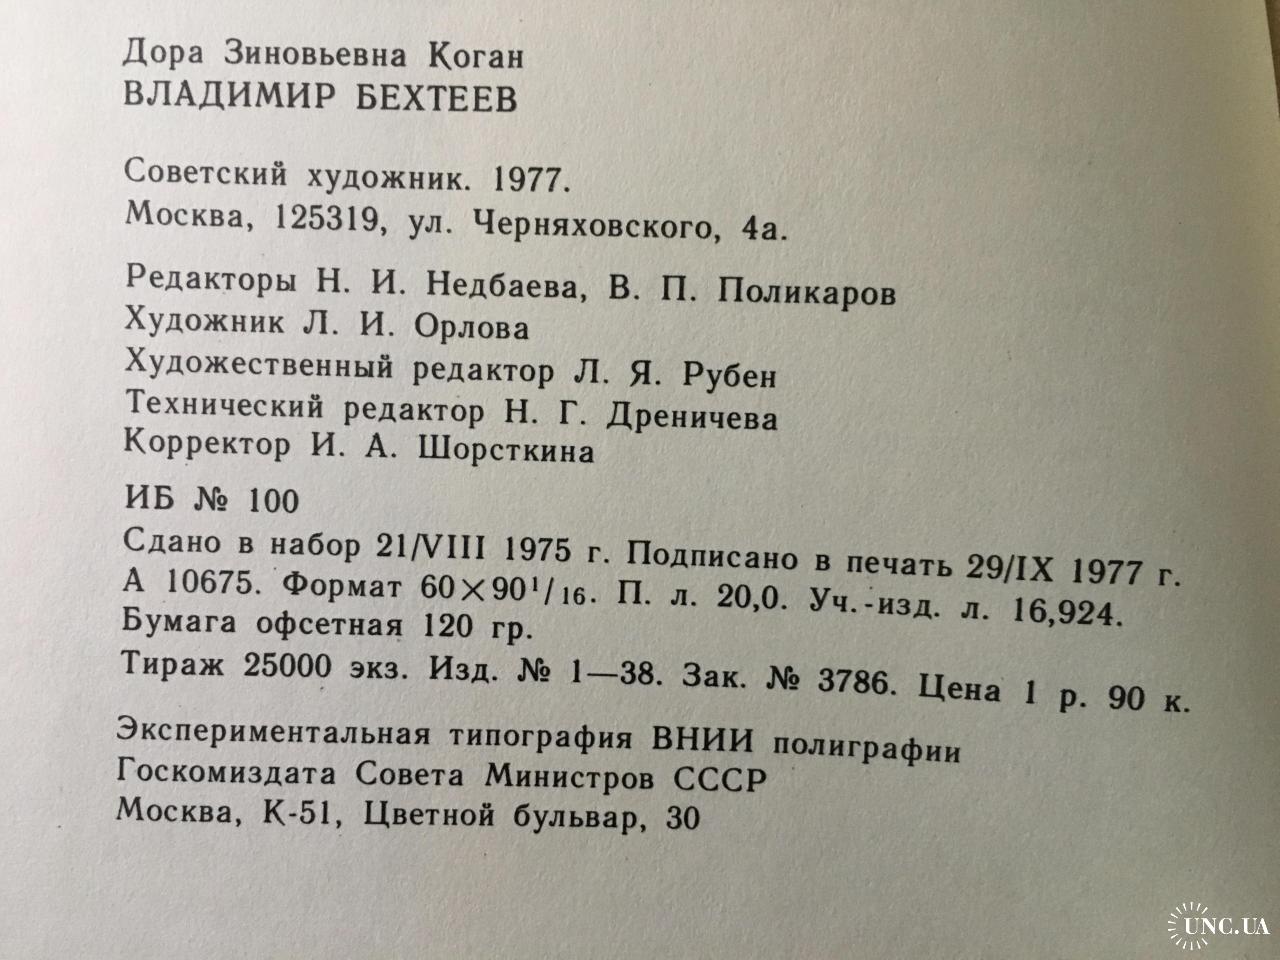 Дора Зиновьевна Коган
ВЛАДИМИР БЕХТЕЕВ
Советский художник. 1977.
Москва, 125319, ул. Черняховского, 4а.
Редакторы Н. И. Недбаева, В. П. Поликаров
Художник Л. И. Орлова
Художественный редактор Л. Я. Рубен
Технический редактор Н. Г. Дреничева
Корректор И. А. Шорсткина
ИБ № 100
Сдано в набор 21/VIII 1975 г. Подписано в печать 29/IX 1977 г.
А 10675. Формат 60×90¹/₁₆. П. л. 20,0. Уч.-изд. л. 16,924.
Бумага офсетная 120 гр.
Тираж 25000 экз. Изд. № 1—38. Зак. № 3786. Цена 1 р. 90 к.
Экспериментальная типография ВНИИ полиграфии
Госкомиздата Совета Министров СССР
Москва, К-51, Цветной бульвар, 30
UNC.UA